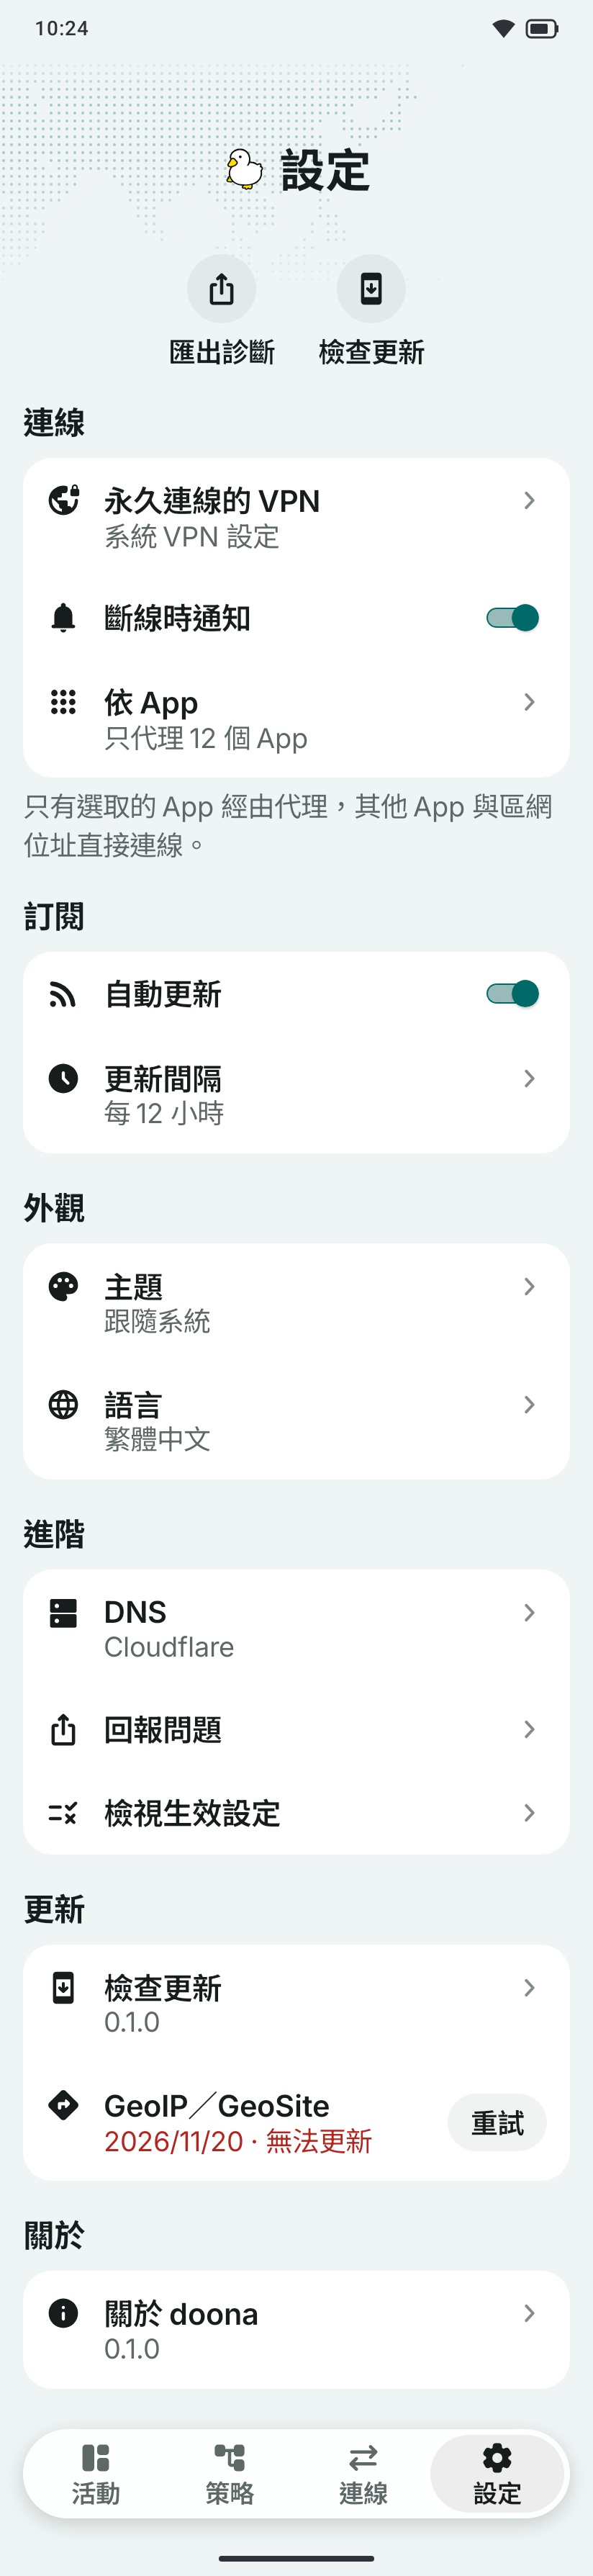 10:24
設定
匯出診斷
檢查更新
連線
永久連線的 VPN
系統 VPN 設定
斷線時通知
依 App
只代理 12 個 App
只有選取的 App 經由代理，其他 App 與區網
位址直接連線。
訂閱
自動更新
更新間隔
每 12 小時
外觀
主題
跟隨系統
語言
繁體中文
進階
DNS
Cloudflare
回報問題
檢視生效設定
更新
檢查更新
0.1.0
GeoIP／GeoSite
2026/11/20 · 無法更新
重試
關於
關於 doona
0.1.0
活動
策略
連線
設定